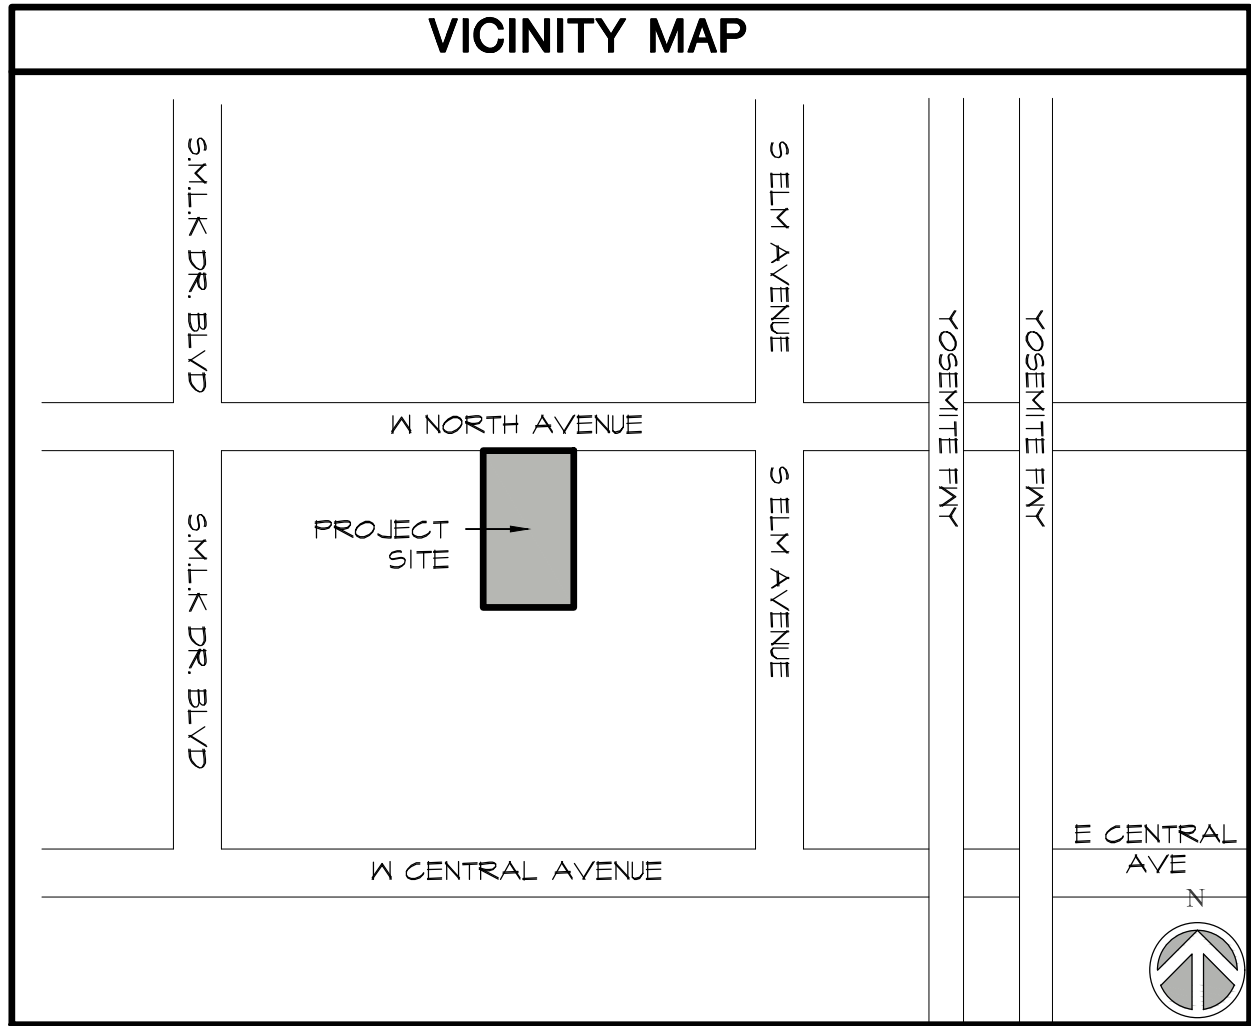 VICINITY MAP
S.M.L.K DR. BLVD
S ELM AVENUE
YOSEMITE FWY
YOSEMITE FWY
W NORTH AVENUE
S.M.L.K DR. BLVD
PROJECT
SITE
S ELM AVENUE
W CENTRAL AVENUE
E CENTRAL
AVE
N